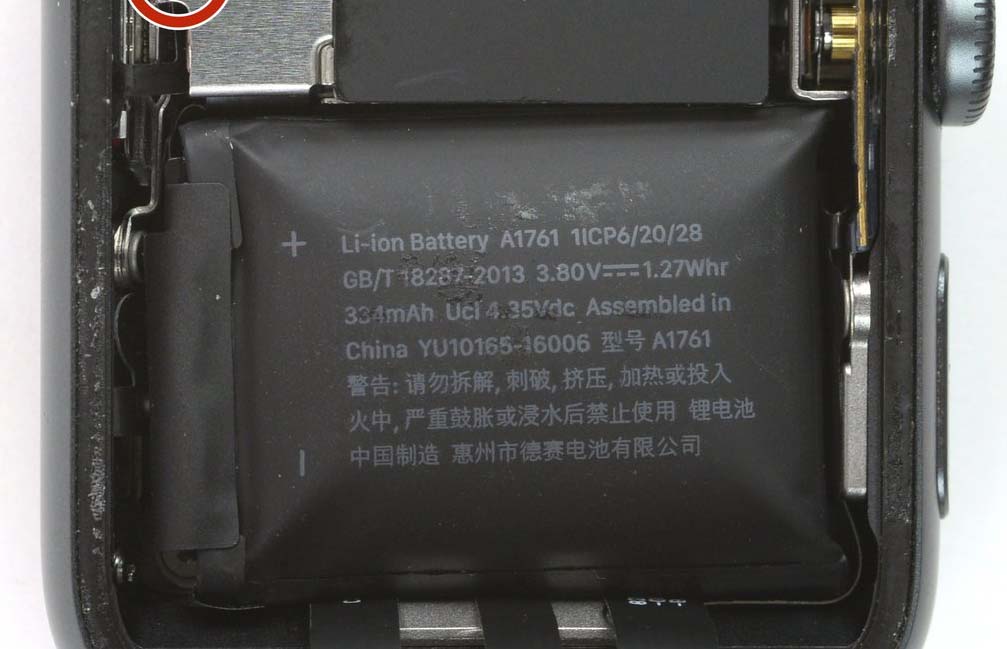 + Li-ion Battery A1761 1ICP6/20/28
GB/T 18287-2013 3.80V⎓1.27Whr
334mAh Ucl 4.35Vdc Assembled in
China YU10165-16006 型号 A1761
警告: 请勿拆解, 刺破, 挤压, 加热或投入
火中, 严重鼓胀或浸水后禁止使用 锂电池
− 中国制造 惠州市德赛电池有限公司